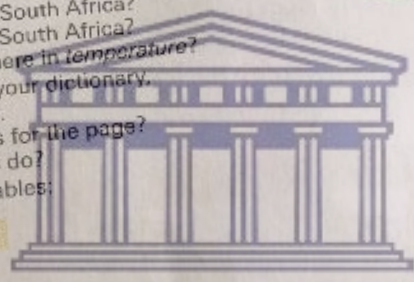 South Africa?
South Africa?
ere in temperature?
your dictionary.
s for the page?
do?
ables: